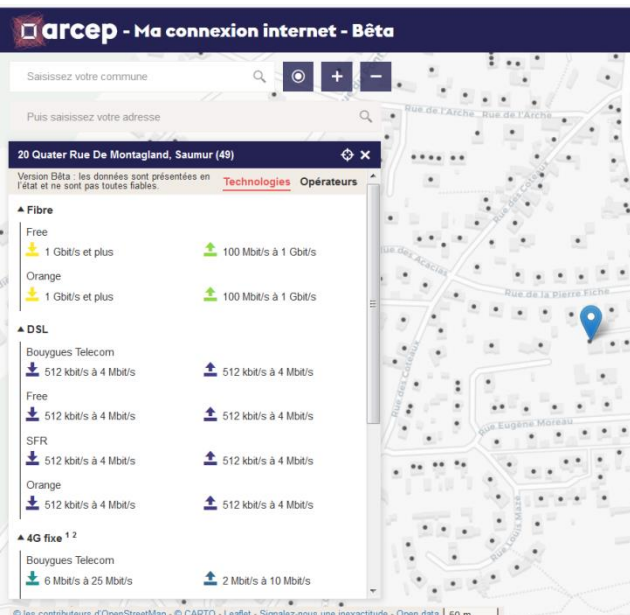 arcep - Ma connexion internet - Bêta
Saisissez votre commune
Puis saisissez votre adresse
20 Quater Rue De Montagland, Saumur (49)
Version Bêta : les données sont présentées en
l'état et ne sont pas toutes fiables.
Technologies Opérateurs
Fibre
Free
1 Gbit/s et plus 100 Mbit/s à 1 Gbit/s
Orange
1 Gbit/s et plus 100 Mbit/s à 1 Gbit/s
DSL
Bouygues Telecom
512 kbit/s à 4 Mbit/s 512 kbit/s à 4 Mbit/s
Free
512 kbit/s à 4 Mbit/s 512 kbit/s à 4 Mbit/s
SFR
512 kbit/s à 4 Mbit/s 512 kbit/s à 4 Mbit/s
Orange
512 kbit/s à 4 Mbit/s 512 kbit/s à 4 Mbit/s
4G fixe 1 2
Bouygues Telecom
6 Mbit/s à 25 Mbit/s 2 Mbit/s à 10 Mbit/s
Rue de l'Arche Rue de l'Arche
Rue des Coteaux
Rue des Acacias
Rue de la Pierre Fiche
Rue des Coteaux
Rue Eugène Moreau
Rue Louis Mazé
© les contributeurs d'OpenStreetMap - © CARTO - Leaflet - Signalez-nous une inexactitude - Open data 50 m